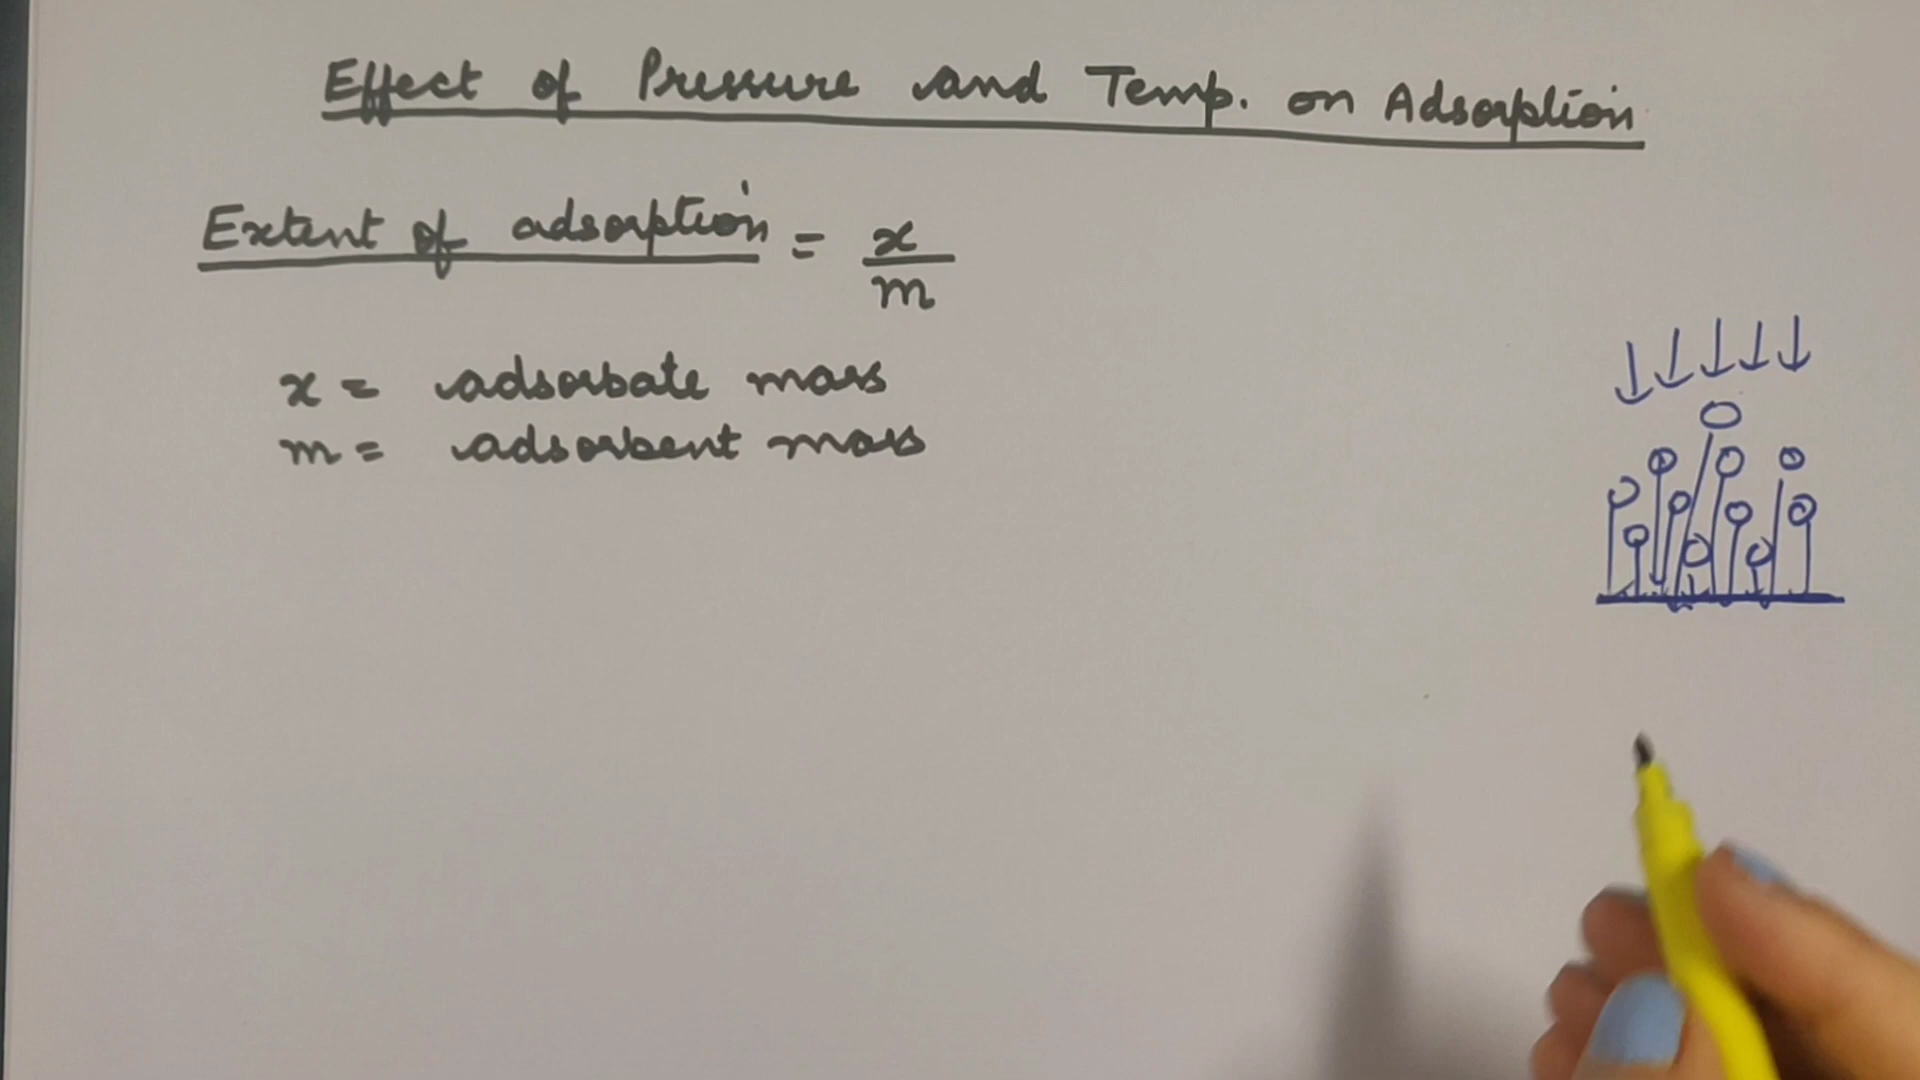 Effect of Pressure and Temp. on Adsorption
Extent of adsorption = x/m
x = adsorbate mass
m = adsorbent mass